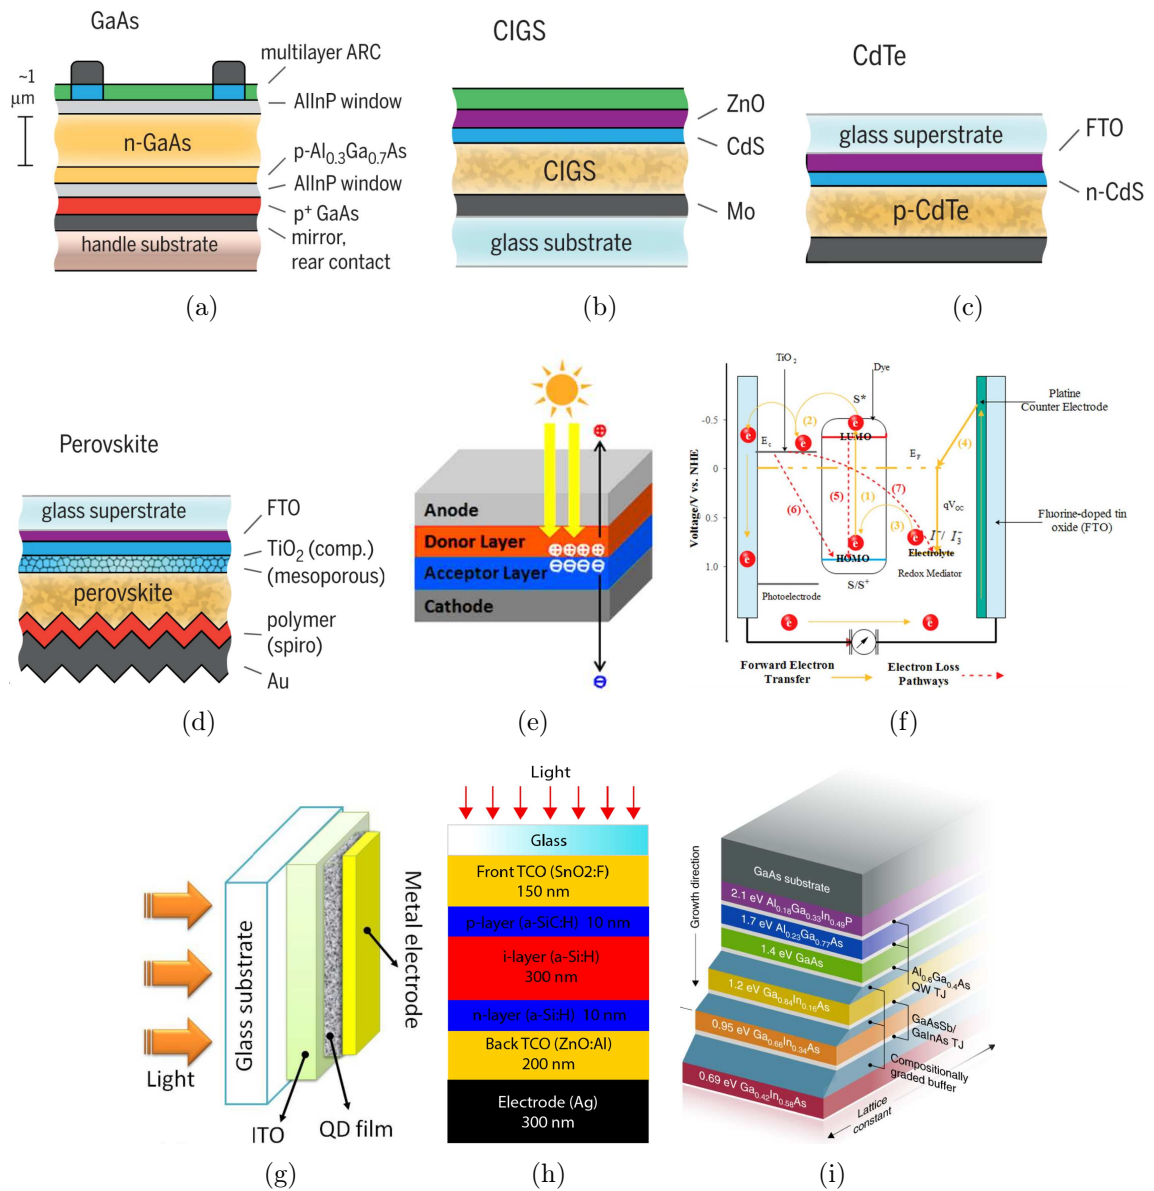 GaAs
multilayer ARC
~1
μm
AlInP window
n-GaAs
p-Al0.3Ga0.7As
AlInP window
p+ GaAs
mirror,
rear contact
handle substrate
(a)
CIGS
ZnO
CdS
CIGS
Mo
glass substrate
(b)
CdTe
glass superstrate
FTO
n-CdS
p-CdTe
(c)
Perovskite
glass superstrate
FTO
TiO2 (comp.)
(mesoporous)
perovskite
polymer
(spiro)
Au
(d)
Anode
Donor Layer
Acceptor Layer
Cathode
(e)
TiO2
Dye
S*
Platine
Counter Electrode
Voltage/V vs. NHE
-0.5
0
0.5
1.0
e
e
e
e
e
e
e
e
(2)
LUMO
Ec
EF
(4)
(5)
(1)
(7)
(6)
(3)
qVOC
I-/ I3-
Electrolyte
Redox Mediator
HOMO
S/S+
Photoelectrode
Fluorine-doped tin
oxide (FTO)
Forward Electron
Transfer
Electron Loss
Pathways
(f)
Light
Glass substrate
ITO
QD film
Metal electrode
(g)
Light
Glass
Front TCO (SnO2:F)
150 nm
p-layer (a-SiC:H) 10 nm
i-layer (a-Si:H)
300 nm
n-layer (a-Si:H) 10 nm
Back TCO (ZnO:Al)
200 nm
Electrode (Ag)
300 nm
(h)
Growth direction
GaAs substrate
2.1 eV Al0.18Ga0.33In0.49P
1.7 eV Al0.23Ga0.77As
1.4 eV GaAs
1.2 eV Ga0.84In0.16As
0.95 eV Ga0.66In0.34As
0.69 eV Ga0.42In0.58As
Al0.6Ga0.4As
QW TJ
GaAsSb/
GaInAs TJ
Compositionally
graded buffer
Lattice
constant
(i)